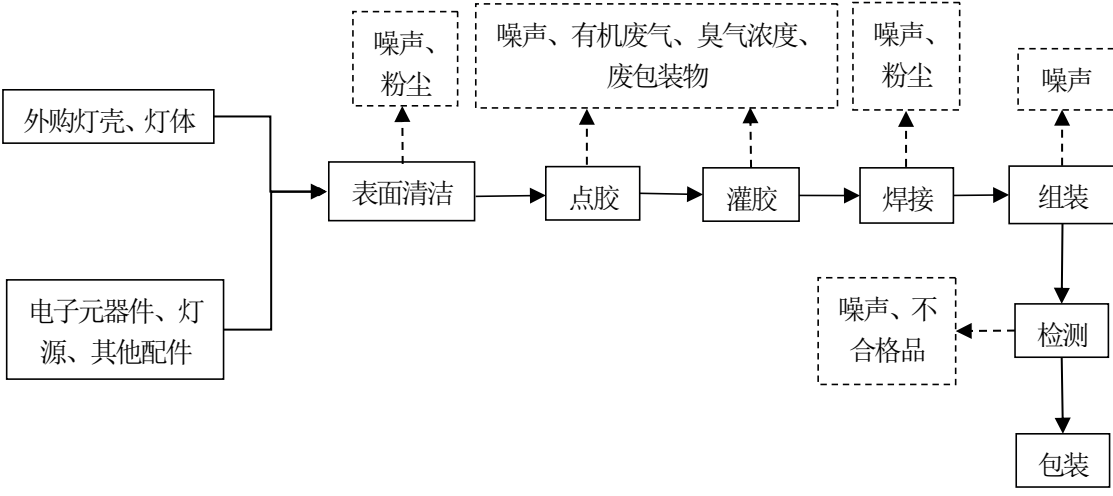 噪声、
粉尘
噪声、有机废气、臭气浓度、
废包装物
噪声、
粉尘
噪声
外购灯壳、灯体
表面清洁
点胶
灌胶
焊接
组装
电子元器件、灯
源、其他配件
噪声、不
合格品
检测
包装